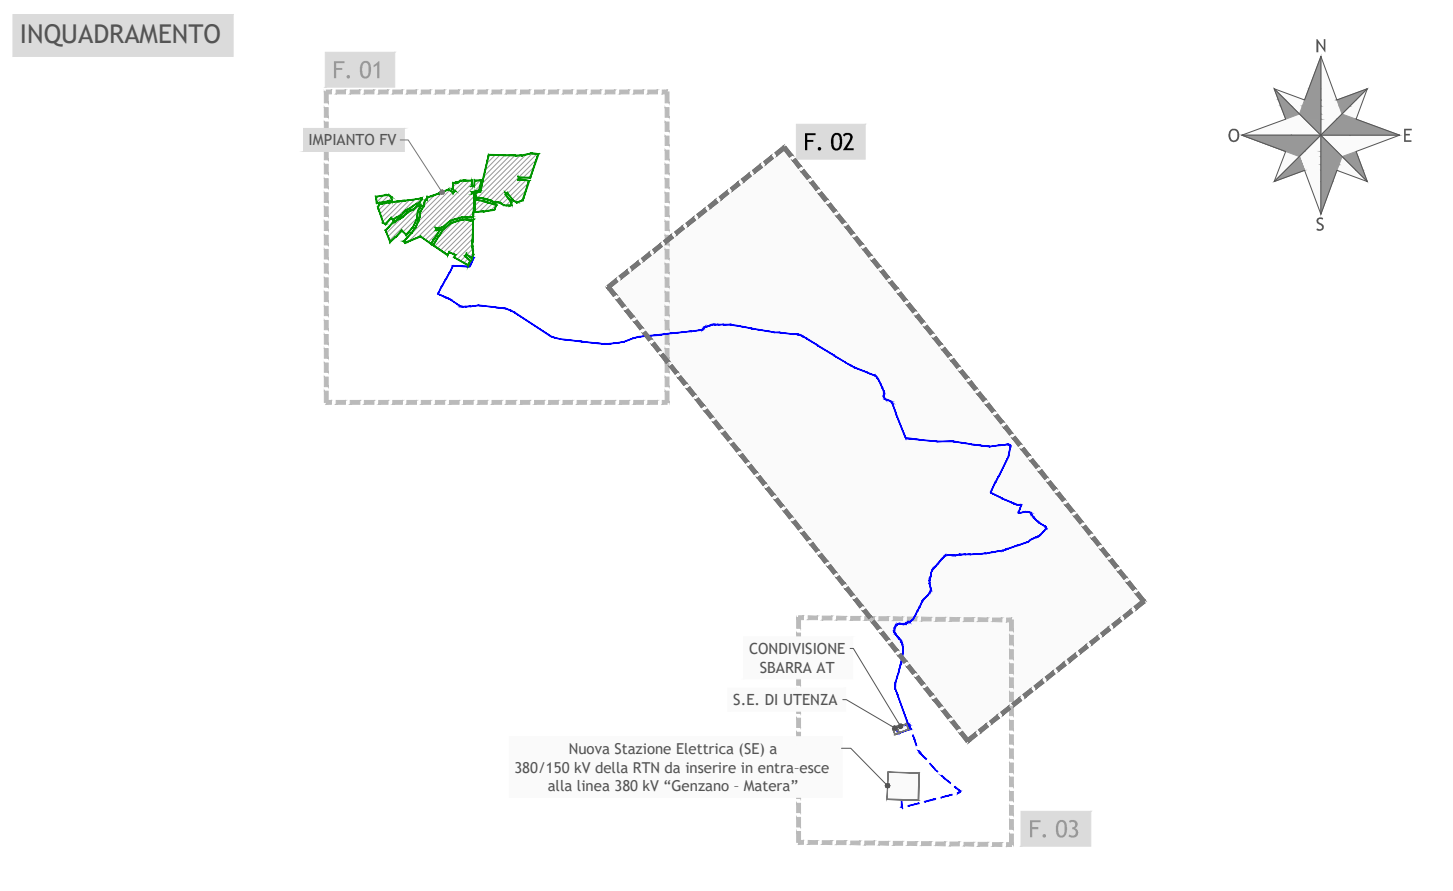 INQUADRAMENTO
F. 01
IMPIANTO FV
F. 02
N
O
E
S
CONDIVISIONE
SBARRA AT
S.E. DI UTENZA
Nuova Stazione Elettrica (SE) a
380/150 kV della RTN da inserire in entra-esce
alla linea 380 kV “Genzano - Matera”
F. 03